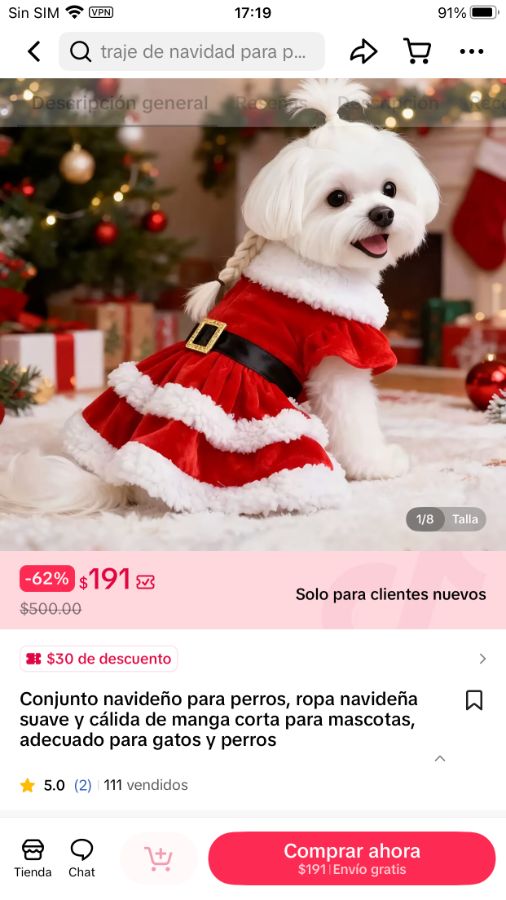 Sin SIM VPN 17:19 91%
traje de navidad para p...
Descripción general Reseñas Descripción
1/8 Talla
-62% $191
Solo para clientes nuevos
$500.00
$30 de descuento
Conjunto navideño para perros, ropa navideña
suave y cálida de manga corta para mascotas,
adecuado para gatos y perros
5.0 (2) 111 vendidos
Tienda
Chat
Comprar ahora
$191 Envío gratis